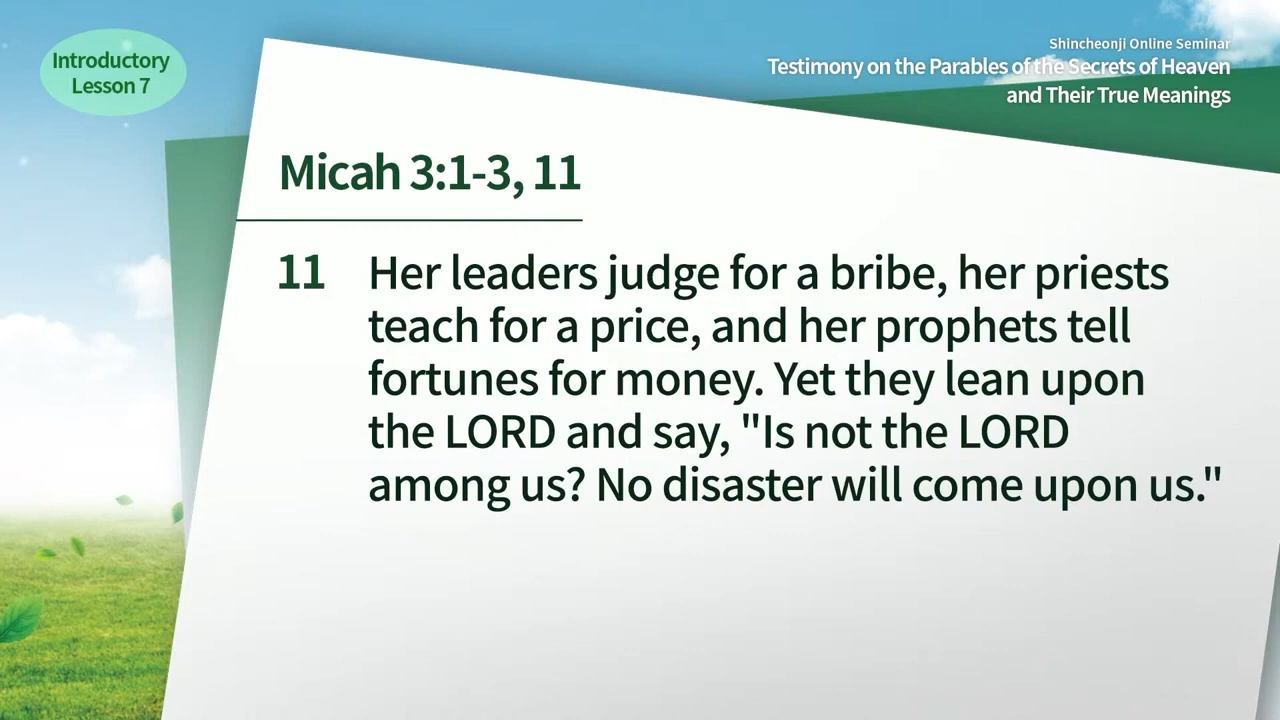 Introductory
Lesson 7
Shincheonji Online Seminar
Testimony on the Parables of the Secrets of Heaven
and Their True Meanings
Micah 3:1-3, 11
11 Her leaders judge for a bribe, her priests
teach for a price, and her prophets tell
fortunes for money. Yet they lean upon
the LORD and say, "Is not the LORD
among us? No disaster will come upon us."